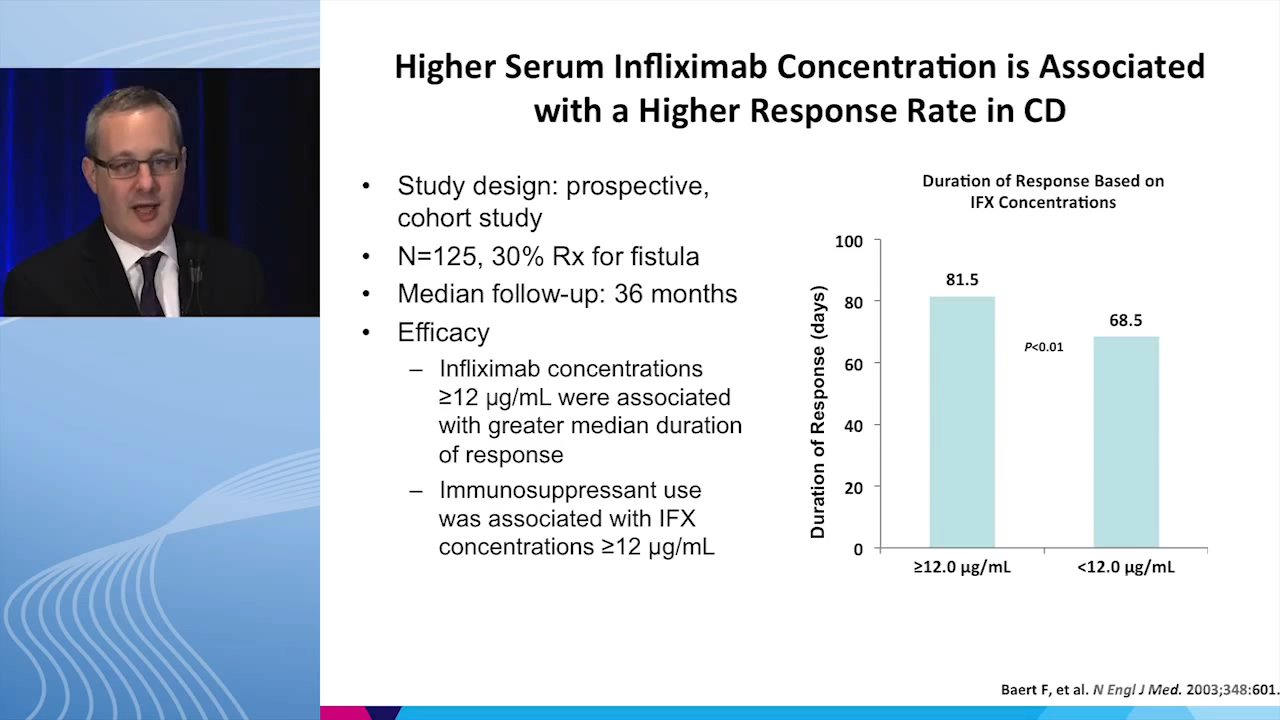 Higher Serum Infliximab Concentration is Associated
with a Higher Response Rate in CD
• Study design: prospective,
cohort study
• N=125, 30% Rx for fistula
• Median follow-up: 36 months
• Efficacy
– Infliximab concentrations
≥12 µg/mL were associated
with greater median duration
of response
– Immunosuppressant use
was associated with IFX
concentrations ≥12 µg/mL
Duration of Response Based on
IFX Concentrations
Duration of Response (days)
100
80
60
40
20
0
81.5
P<0.01
68.5
≥12.0 µg/mL
<12.0 µg/mL
Baert F, et al. N Engl J Med. 2003;348:601.